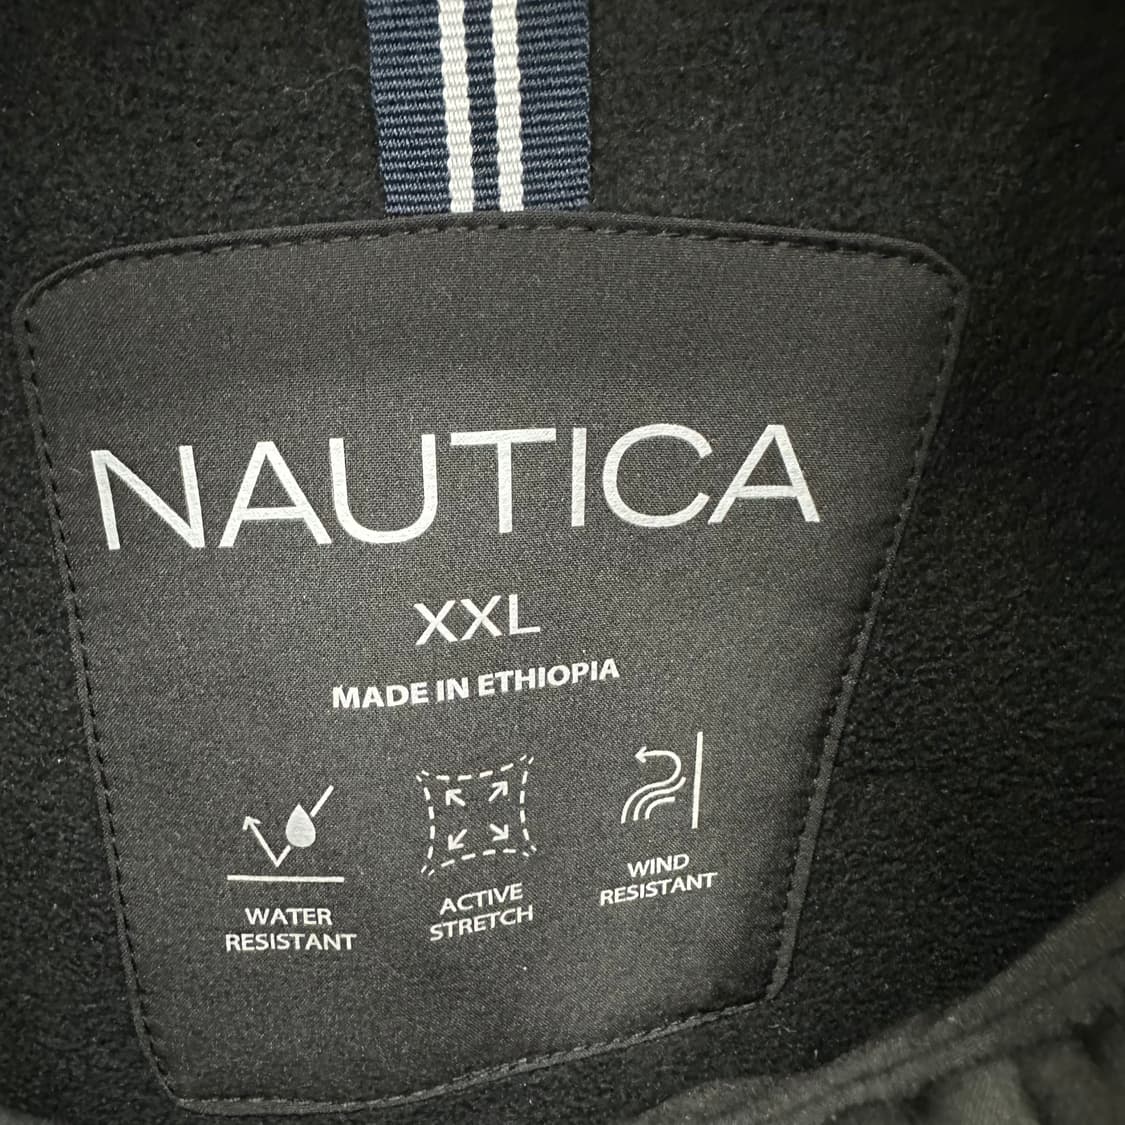 NAUTICA
XXL
MADE IN ETHIOPIA
WATER
RESISTANT
ACTIVE
STRETCH
WIND
RESISTANT